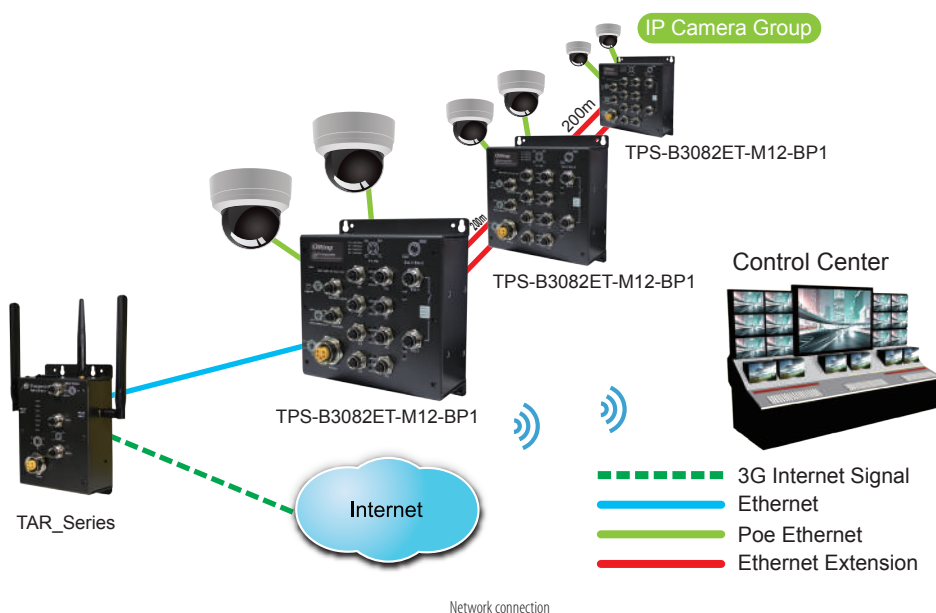 IP Camera Group
200m
TPS-B3082ET-M12-BP1
200m
TPS-B3082ET-M12-BP1
Control Center
TPS-B3082ET-M12-BP1
TAR_Series
Internet
3G Internet Signal
Ethernet
Poe Ethernet
Ethernet Extension
Network connection